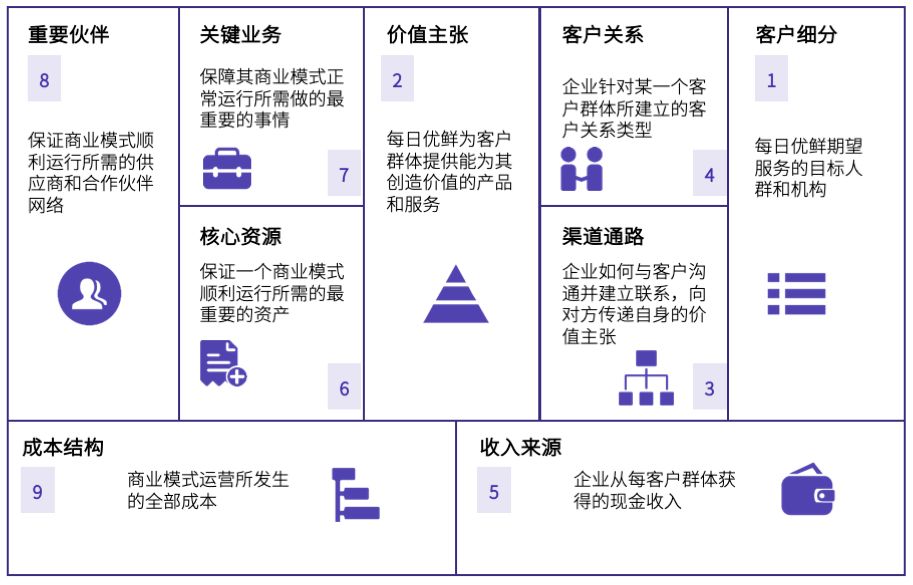 重要伙伴
8
保证商业模式顺
利运行所需的供
应商和合作伙伴
网络
关键业务
保障其商业模式正
常运行所需做的最
重要的事情
7
核心资源
保证一个商业模式
顺利运行所需的最
重要的资产
6
价值主张
2
每日优鲜为客户
群体提供能为其
创造价值的产品
和服务
客户关系
企业针对某一个客
户群体所建立的客
户关系类型
4
渠道通路
企业如何与客户沟
通并建立联系，向
对方传递自身的价
值主张
3
客户细分
1
每日优鲜期望
服务的目标人
群和机构
成本结构
9
商业模式运营所发生
的全部成本
收入来源
5
企业从每客户群体获
得的现金收入